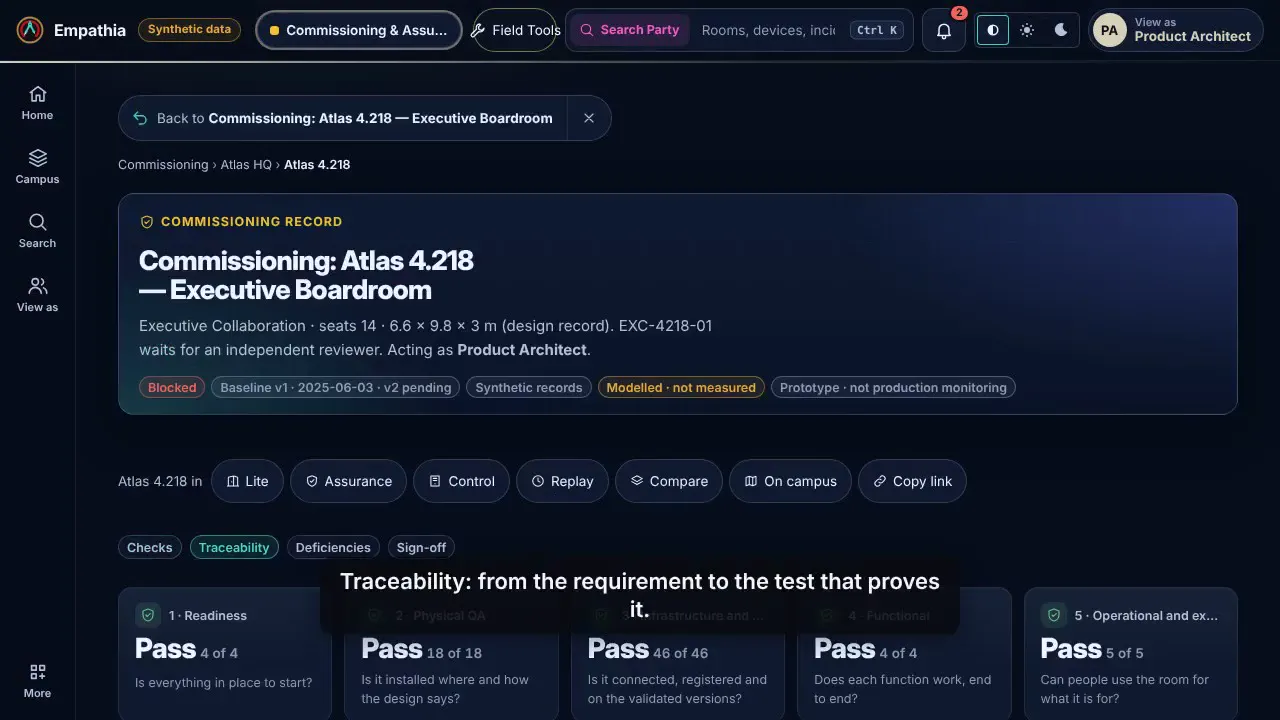 Empathia
Synthetic data
Commissioning & Assu...
Field Tools
Search Party
Rooms, devices, inci
Ctrl K
2
PA
View as
Product Architect
Home
Campus
Search
View as
More
Back to Commissioning: Atlas 4.218 — Executive Boardroom
Commissioning › Atlas HQ › Atlas 4.218
COMMISSIONING RECORD
Commissioning: Atlas 4.218
— Executive Boardroom
Executive Collaboration · seats 14 · 6.6 × 9.8 × 3 m (design record). EXC-4218-01
waits for an independent reviewer. Acting as Product Architect.
Blocked
Baseline v1 · 2025-06-03 · v2 pending
Synthetic records
Modelled · not measured
Prototype · not production monitoring
Atlas 4.218 in
Lite
Assurance
Control
Replay
Compare
On campus
Copy link
Checks
Traceability
Deficiencies
Sign-off
Traceability: from the requirement to the test that proves
it.
1 · Readiness
Pass 4 of 4
Is everything in place to start?
2 · Physical QA
Pass 18 of 18
Is it installed where and how
the design says?
Pass 46 of 46
Is it connected, registered and
on the validated versions?
4 · Functional
Pass 4 of 4
Does each function work, end
to end?
5 · Operational and ex...
Pass 5 of 5
Can people use the room for
what it is for?